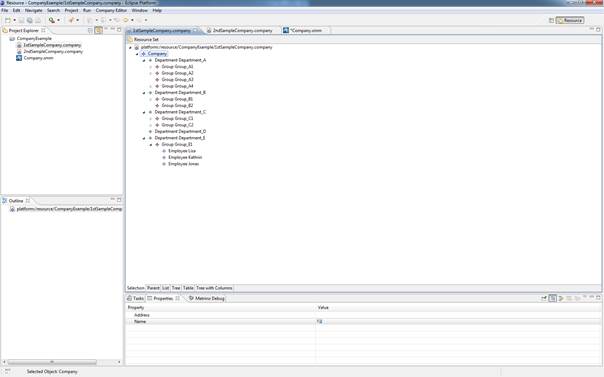 Resource - CompanyExample/1stSampleCompany.company - Eclipse Platform
File Edit Navigate Search Project Run Company Editor Window Help
Resource
Project Explorer
CompanyExample
1stSampleCompany.company
2ndSampleCompany.company
Company.smm
1stSampleCompany.company
2ndSampleCompany.company
*Company.smm
Resource Set
platform:/resource/CompanyExample/1stSampleCompany.company
Company
Department Department_A
Group Group_A1
Group Group_A2
Group Group_A3
Group Group_A4
Department Department_B
Group Group_B1
Group Group_B2
Department Department_C
Group Group_C1
Group Group_C2
Department Department_D
Department Department_E
Group Group_E1
Employee Lisa
Employee Kathrin
Employee Jonas
Outline
platform:/resource/CompanyExample/1stSampleComp
Selection Parent List Tree Table Tree with Columns
Tasks Properties Metrino Debug
Property Value
Address
Name
Selected Object: Company